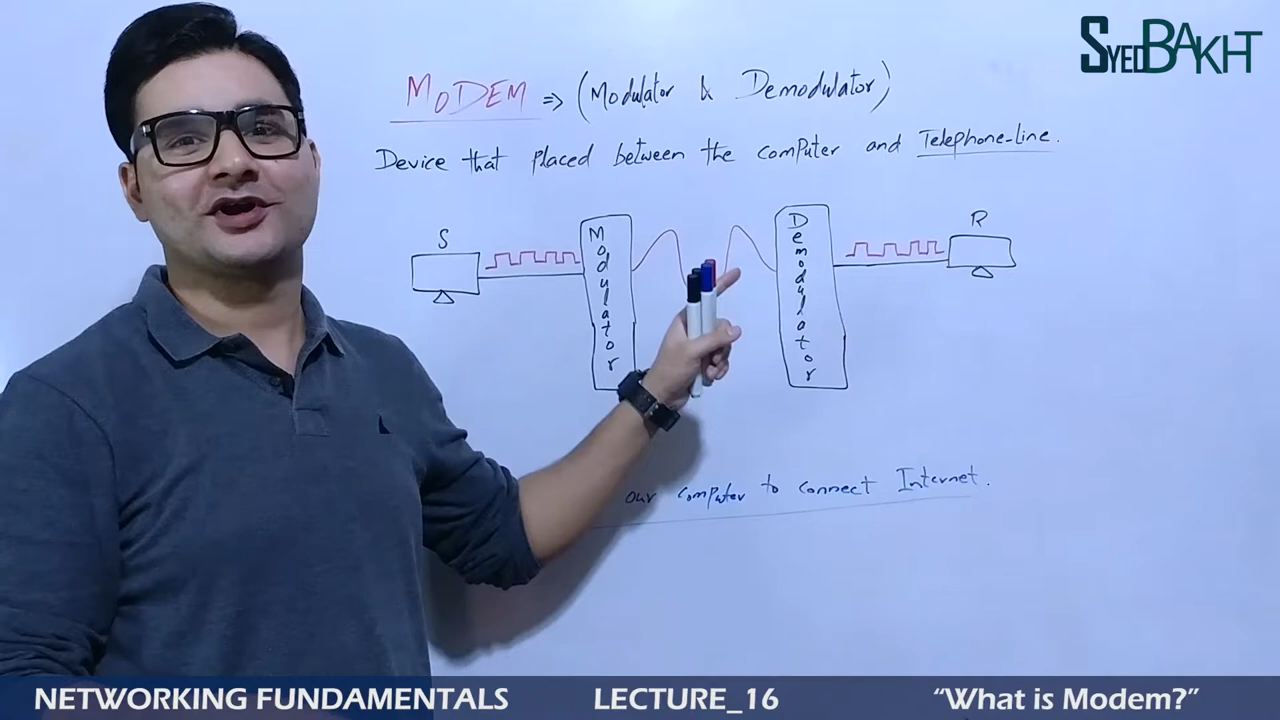 SYEDBAKHT
MODEM => (Modulator & Demodulator)
Device that placed between the computer and Telephone-line.
S
Modulator
Demodulator
R
our computer to connect Internet.
NETWORKING FUNDAMENTALS LECTURE_16 “What is Modem?”